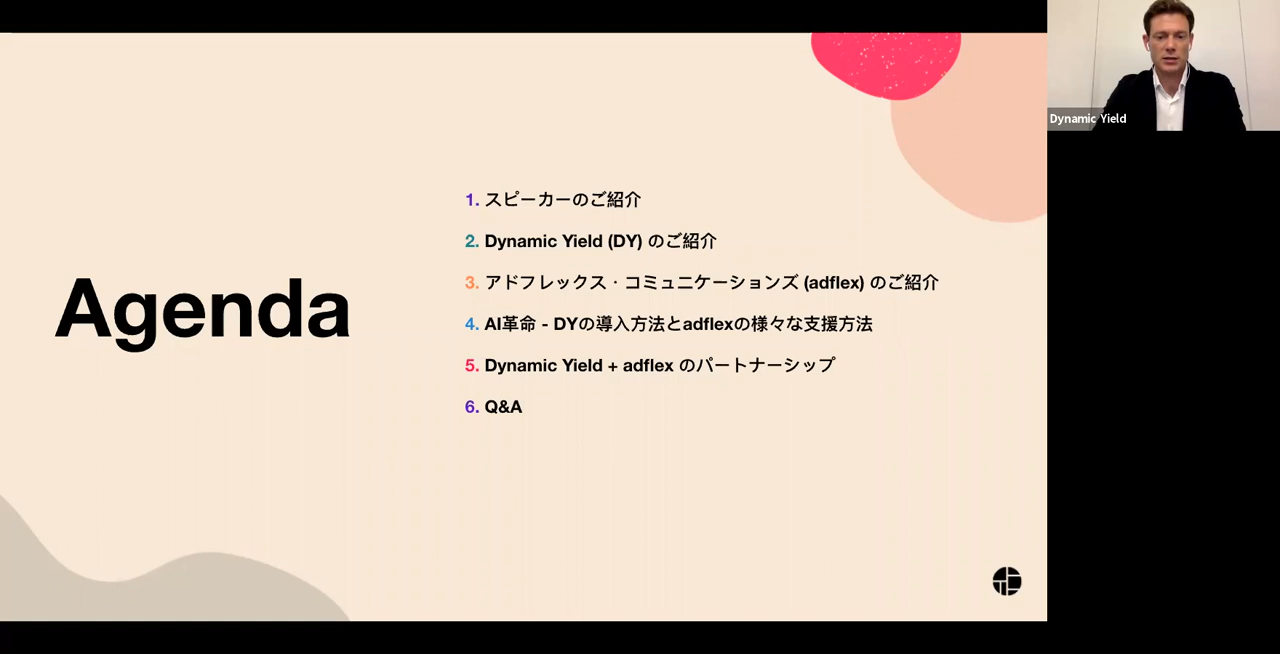 Agenda
1. スピーカーのご紹介
2. Dynamic Yield (DY) のご紹介
3. アドフレックス・コミュニケーションズ (adflex) のご紹介
4. AI革命 - DYの導入方法とadflexの様々な支援方法
5. Dynamic Yield + adflex のパートナーシップ
6. Q&A
Dynamic Yield